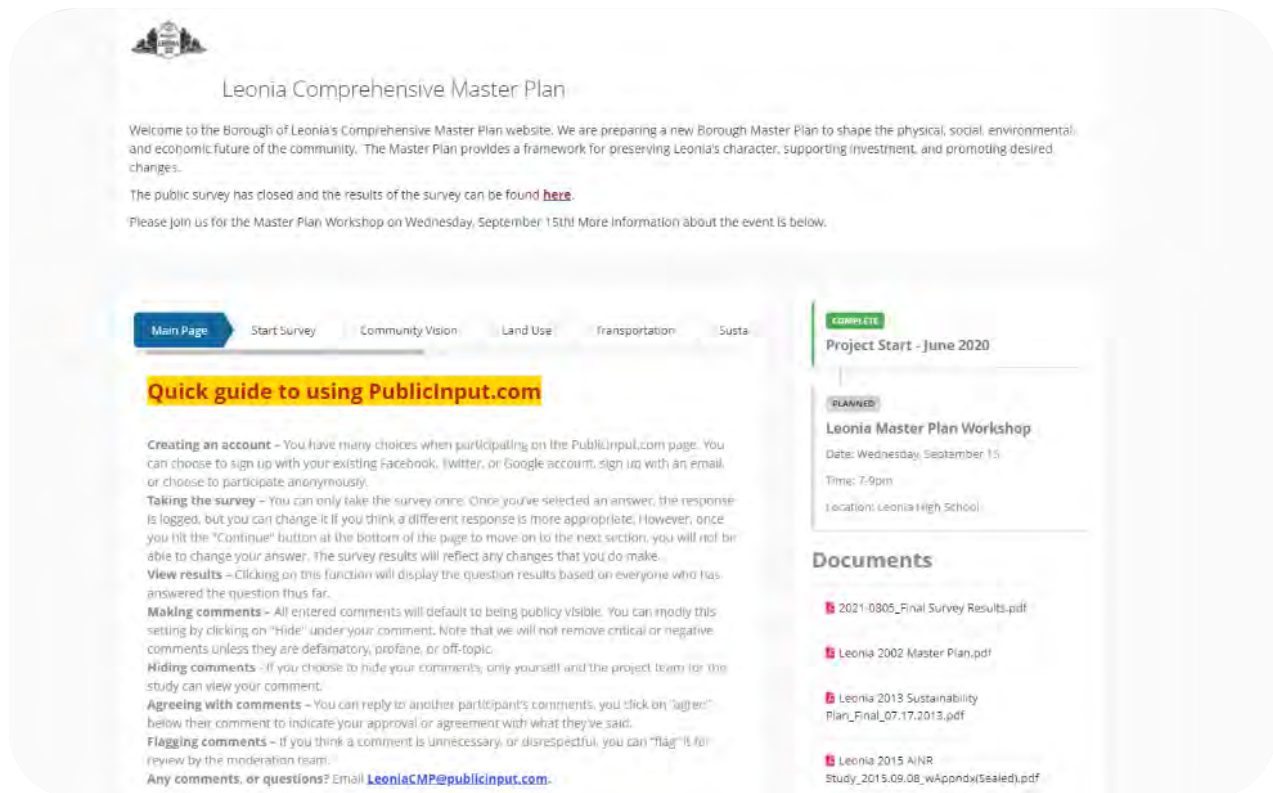 LEONIA
Leonia Comprehensive Master Plan
Welcome to the Borough of Leonia's Comprehensive Master Plan website. We are preparing a new Borough Master Plan to shape the physical, social, environmental,
and economic future of the community. The Master Plan provides a framework for preserving Leonia's character, supporting investment, and promoting desired
changes.
The public survey has closed and the results of the survey can be found here.
Please join us for the Master Plan Workshop on Wednesday, September 15th! More information about the event is below.
Main Page
Start Survey
Community Vision
Land Use
Transportation
Susta
Quick guide to using PublicInput.com
Creating an account – You have many choices when participating on the PublicInput.com page. You
can choose to sign up with your existing Facebook, Twitter, or Google account, sign up with an email,
or choose to participate anonymously.
Taking the survey – You can only take the survey once. Once you've selected an answer, the response
is logged, but you can change it if you think a different response is more appropriate. However, once
you hit the "Continue" button at the bottom of the page to move on to the next section, you will not be
able to change your answer. The survey results will reflect any changes that you do make.
View results – Clicking on this function will display the question results based on everyone who has
answered the question thus far.
Making comments – All entered comments will default to being publicy visible. You can modiy this
setting by clicking on "Hide" under your comment. Note that we will not remove critical or negative
comments unless they are defamatory, profane, or off-topic.
Hiding comments - If you choose to hide your comments, only yourself and the project team for the
study can view your comment.
Agreeing with comments – You can reply to another participant's comments, you click on "agree"
below their comment to indicate your approval or agreement with what they've said.
Flagging comments – If you think a comment is unnecessary, or disrespectful, you can "flag" it for
review by the moderation team.
Any comments, or questions? Email LeoniaCMP@publicinput.com.
COMPLETE
Project Start - June 2020
PLANNED
Leonia Master Plan Workshop
Date: Wednesday, September 15
Time: 7-9pm
Location: Leonia High School
Documents
2021-0805_Final Survey Results.pdf
Leonia 2002 Master Plan.pdf
Leonia 2013 Sustainability
Plan_Final_07.17.2013.pdf
Leonia 2015 AINR
Study_2015.09.08_wAppndx(Sealed).pdf